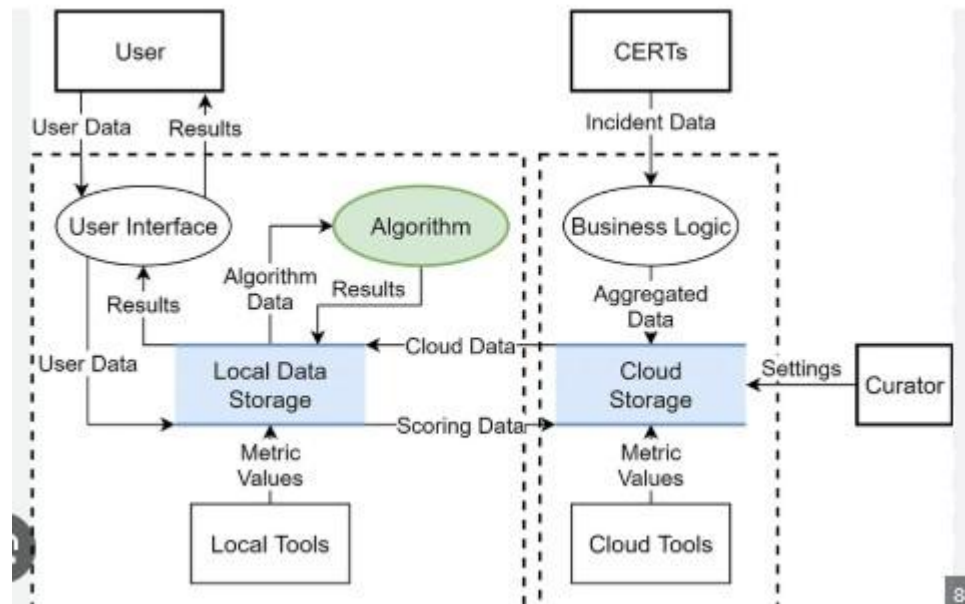 User
CERTs
User Data
Results
Incident Data
User Interface
Algorithm
Business Logic
Algorithm
Data
Results
Results
Aggregated
Data
User Data
Cloud Data
Local Data
Storage
Cloud
Storage
Settings
Curator
Scoring Data
Metric
Values
Metric
Values
Local Tools
Cloud Tools
8